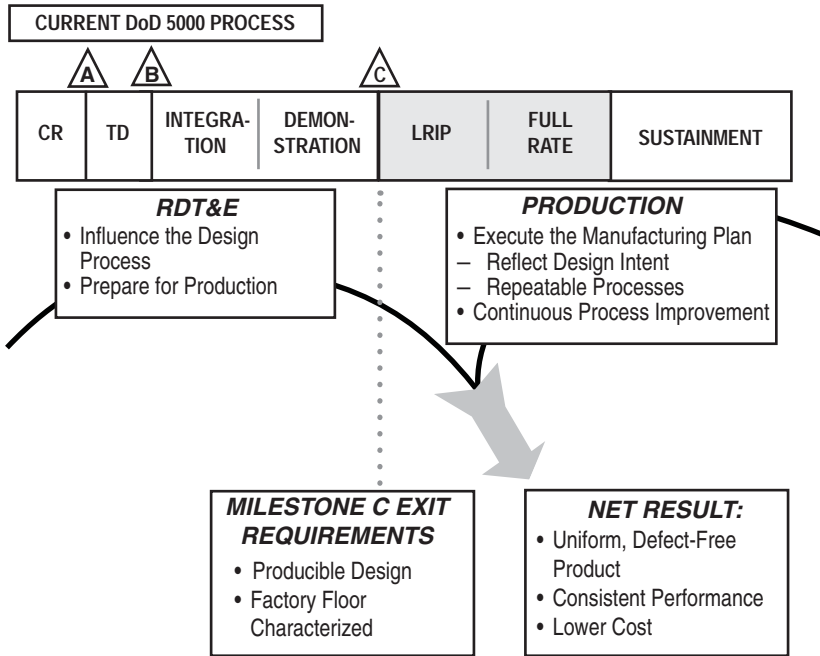 CURRENT DoD 5000 PROCESS
A
B
C
CR
TD
INTEGRA-
TION
DEMON-
STRATION
LRIP
FULL
RATE
SUSTAINMENT
RDT&E
• Influence the Design
Process
• Prepare for Production
PRODUCTION
• Execute the Manufacturing Plan
– Reflect Design Intent
– Repeatable Processes
• Continuous Process Improvement
MILESTONE C EXIT
REQUIREMENTS
• Producible Design
• Factory Floor
Characterized
NET RESULT:
• Uniform, Defect-Free
Product
• Consistent Performance
• Lower Cost